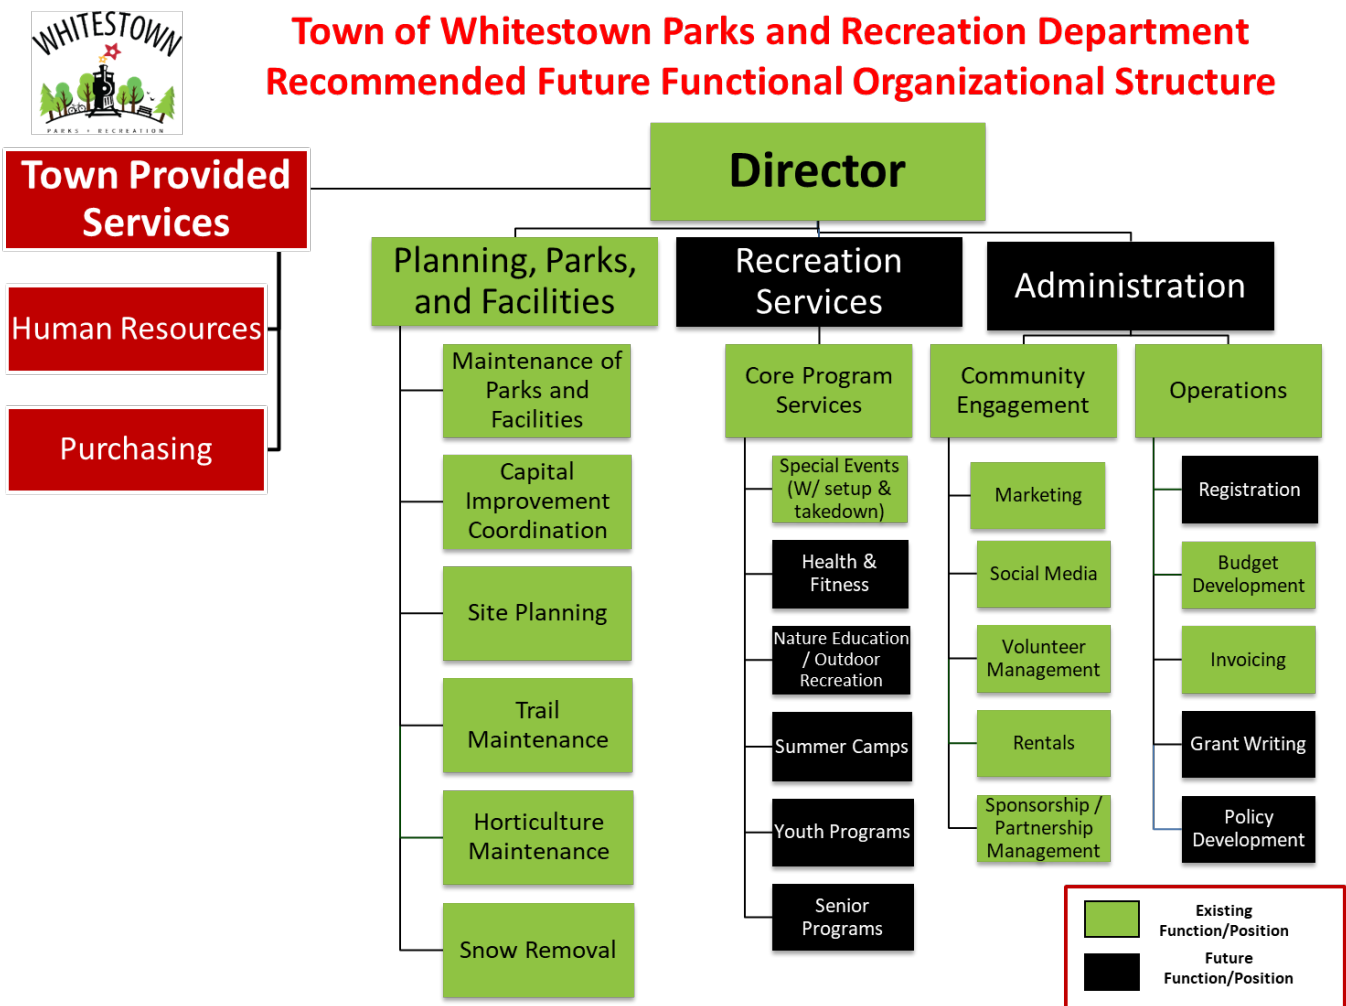 WHITESTOWN
PARKS + RECREATION
Town of Whitestown Parks and Recreation Department
Recommended Future Functional Organizational Structure
Town Provided
Services
Human Resources
Purchasing
Director
Planning, Parks,
and Facilities
Maintenance of
Parks and
Facilities
Capital
Improvement
Coordination
Site Planning
Trail
Maintenance
Horticulture
Maintenance
Snow Removal
Recreation
Services
Core Program
Services
Special Events
(W/ setup &
takedown)
Health &
Fitness
Nature Education
/ Outdoor
Recreation
Summer Camps
Youth Programs
Senior
Programs
Administration
Community
Engagement
Marketing
Social Media
Volunteer
Management
Rentals
Sponsorship /
Partnership
Management
Operations
Registration
Budget
Development
Invoicing
Grant Writing
Policy
Development
Existing
Function/Position
Future
Function/Position